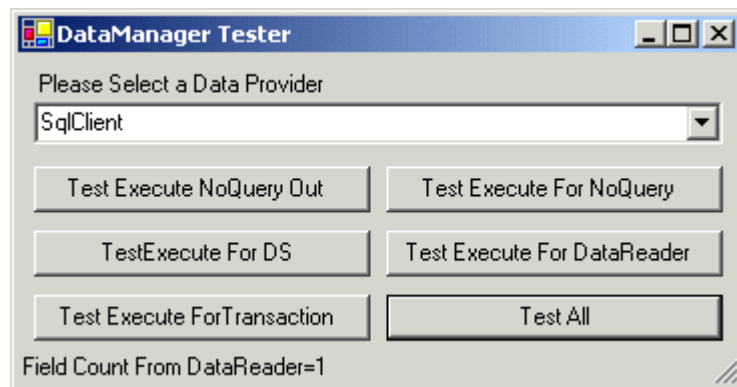 DataManager Tester
Please Select a Data Provider
SqlClient
Test Execute NoQuery Out
Test Execute For NoQuery
TestExecute For DS
Test Execute For DataReader
Test Execute ForTransaction
Test All
Field Count From DataReader=1